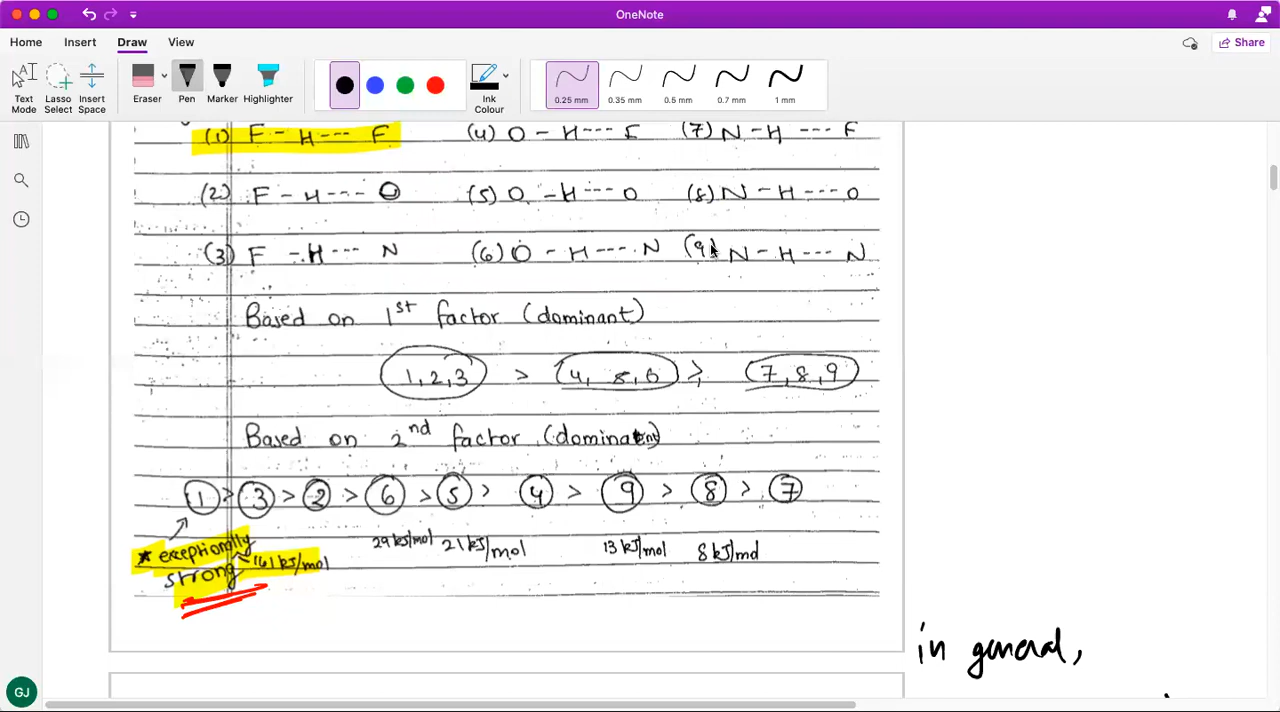 OneNote
Home Insert Draw View
Share
Text Mode
Lasso Select
Insert Space
Eraser
Pen
Marker
Highlighter
Ink Colour
0.25 mm 0.35 mm 0.5 mm 0.7 mm 1 mm
(1) F - H --- F (4) O - H --- F (7) N - H --- F
(2) F - H --- O (5) O - H --- O (8) N - H --- O
(3) F - H --- N (6) O - H --- N (9) N - H --- N
Based on 1st factor (dominant)
1, 2, 3 > 4, 5, 6 > 7, 8, 9
Based on 2nd factor (dominant)
1 > 3 > 2 > 6 > 5 > 4 > 9 > 8 > 7
* exceptionally strong ~ 161 kJ/mol
29 kJ/mol 21 kJ/mol 13 kJ/mol 8 kJ/mol
in general,
GJ